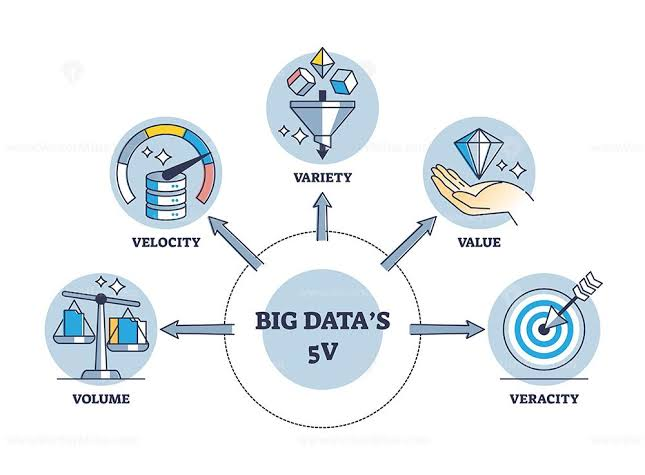 VARIETY
VELOCITY
VALUE
BIG DATA'S
5V
VOLUME
VERACITY